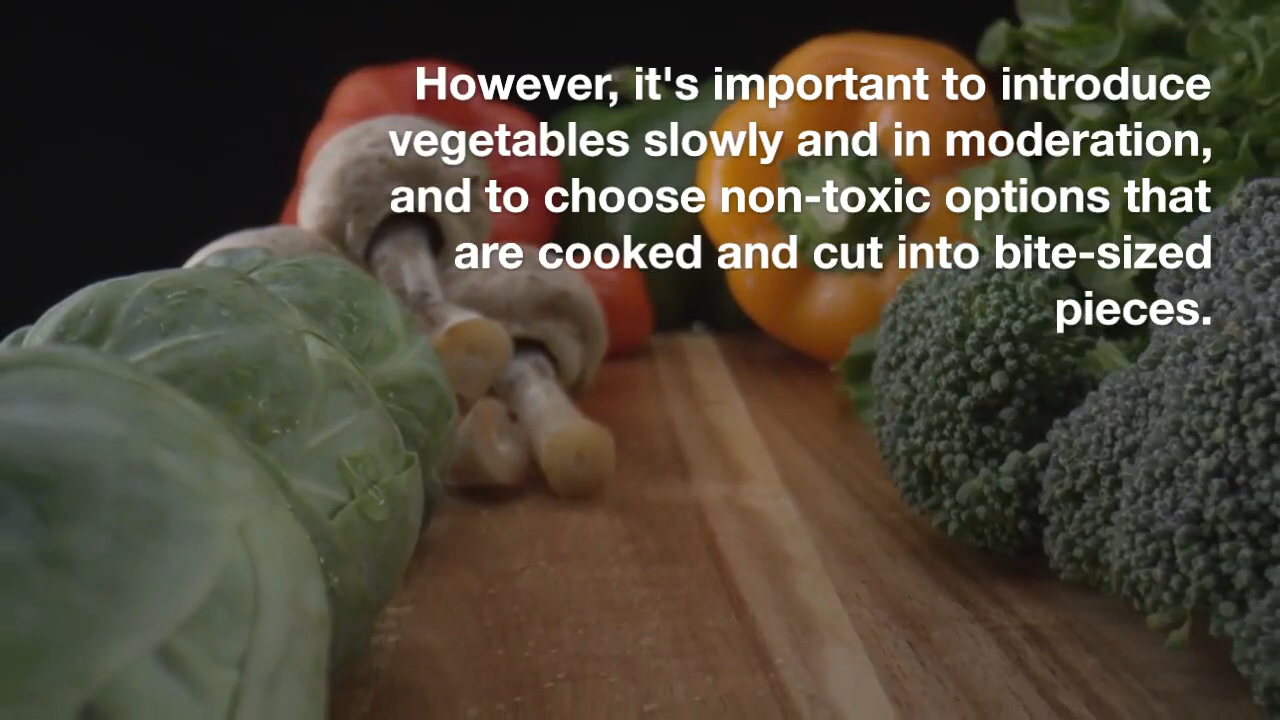 However, it's important to introduce
vegetables slowly and in moderation,
and to choose non-toxic options that
are cooked and cut into bite-sized
pieces.